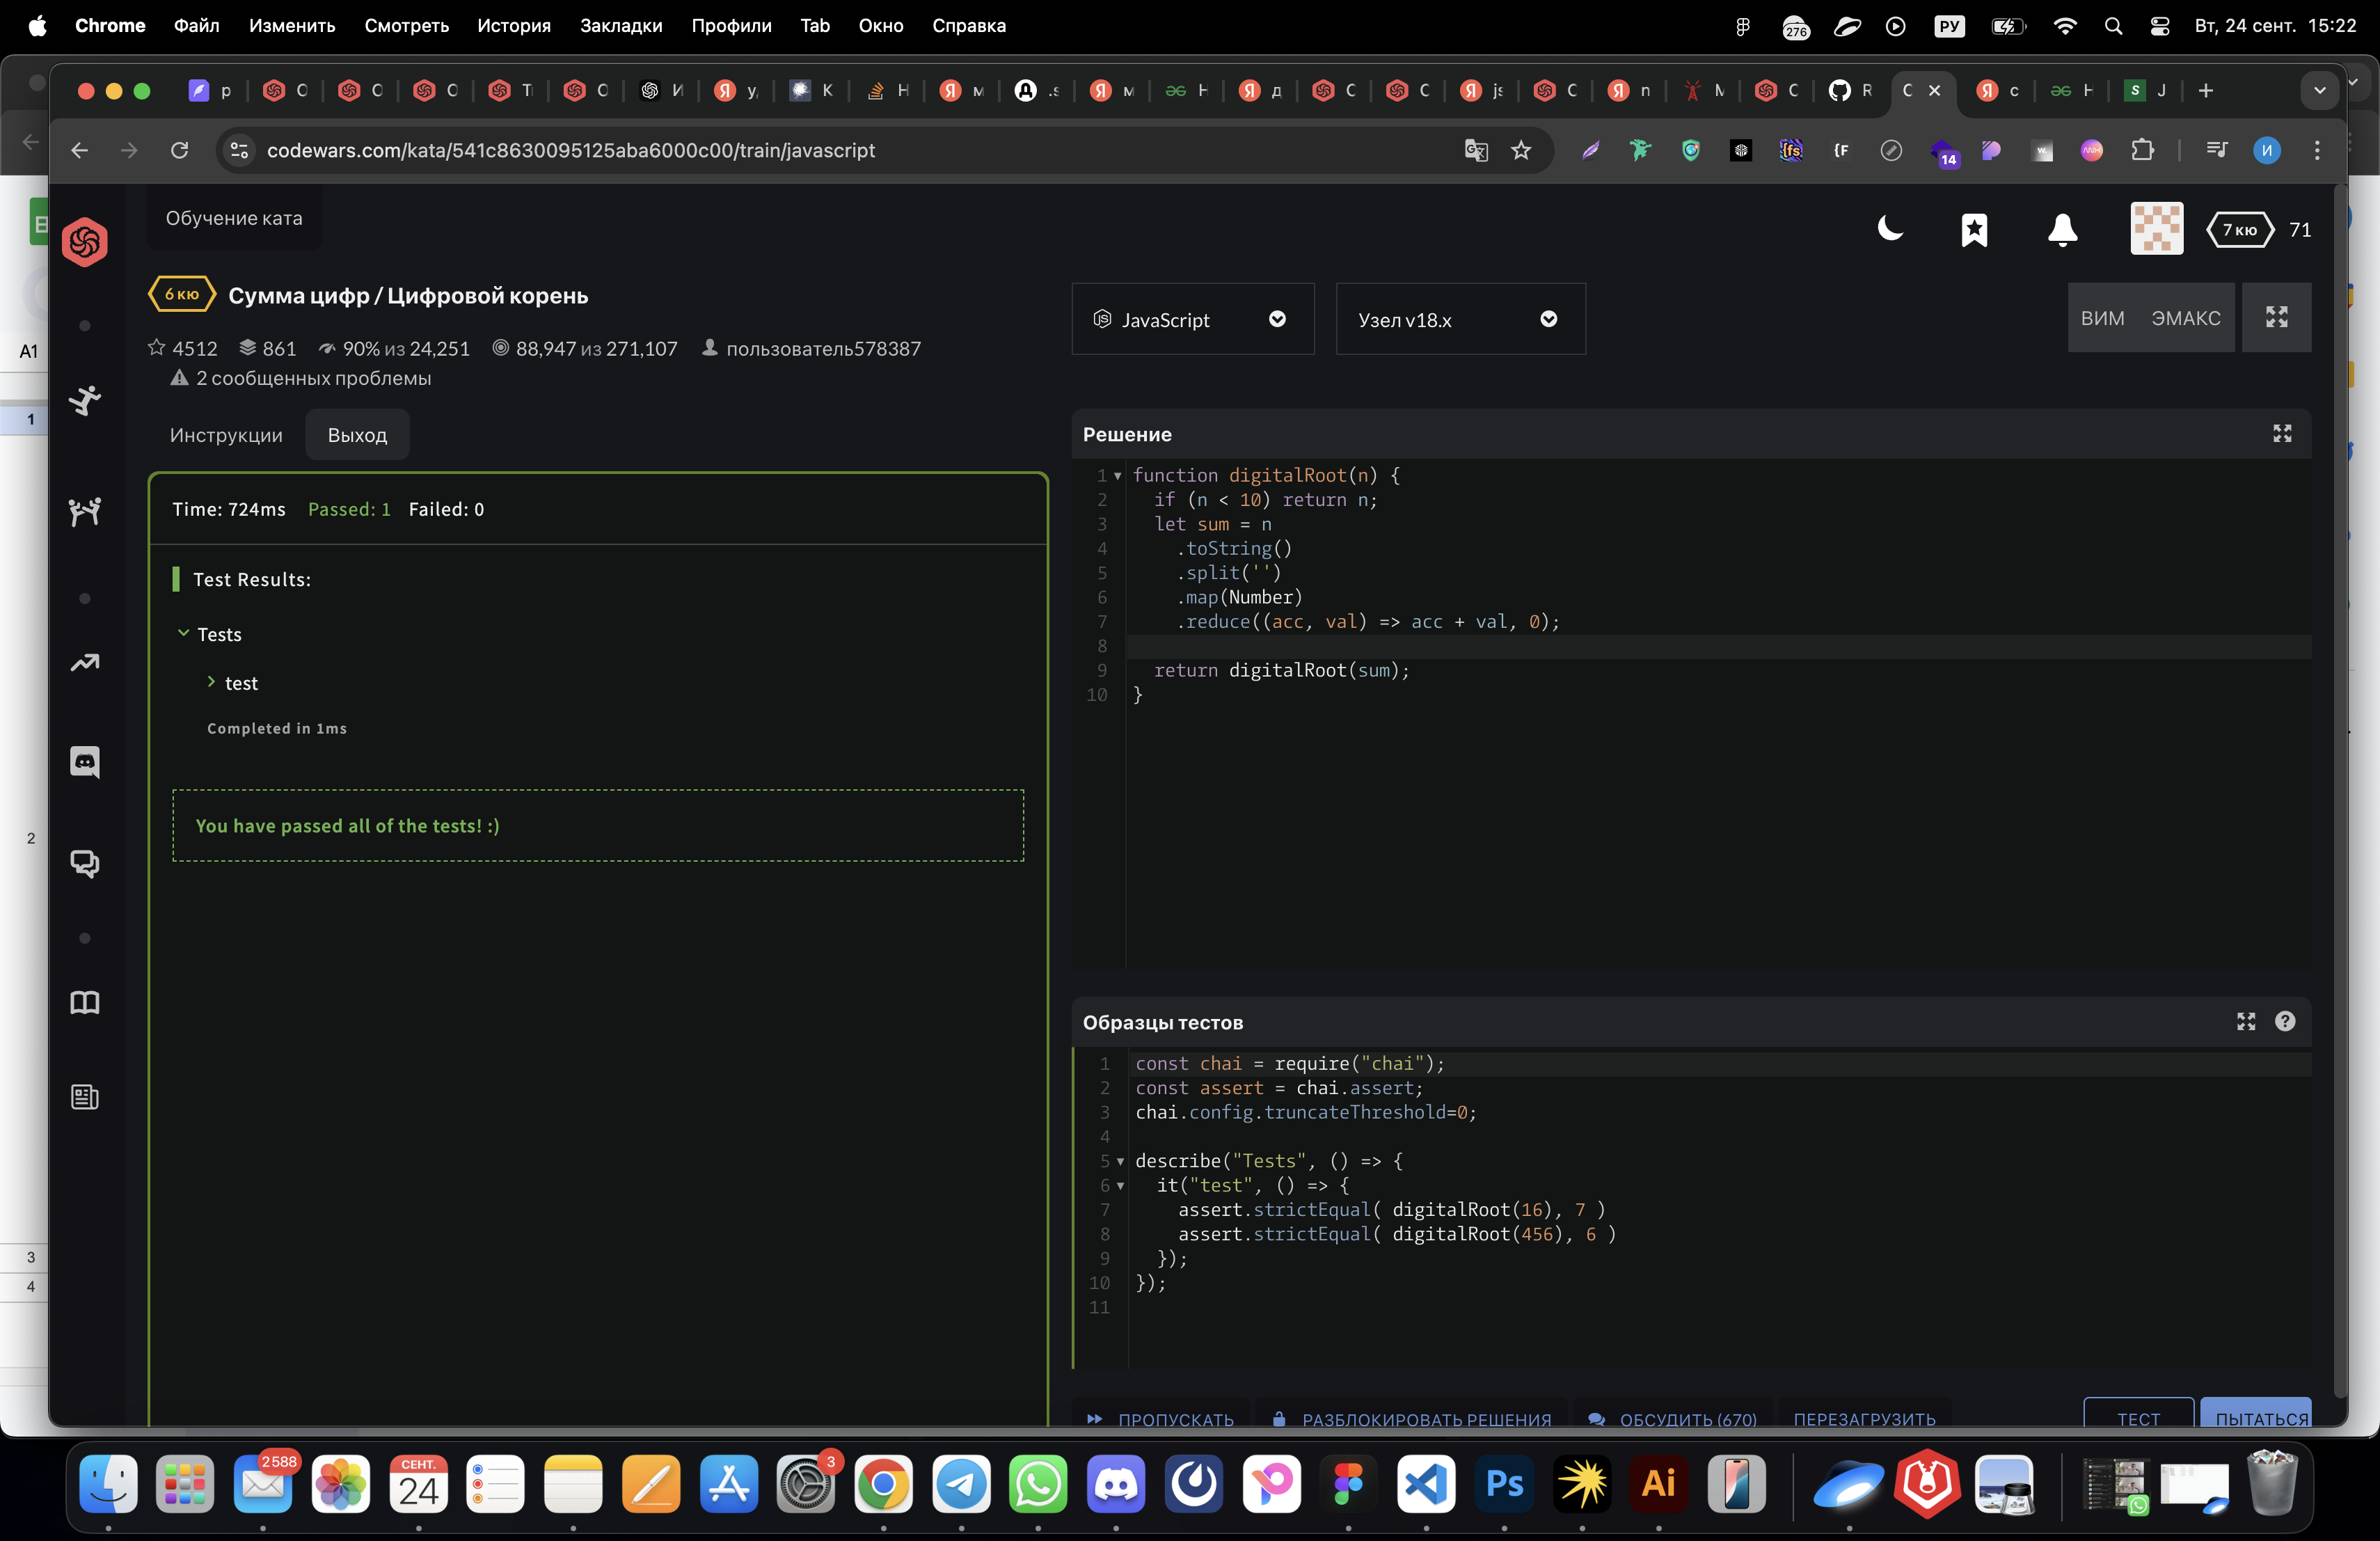 Chrome Файл Изменить Смотреть История Закладки Профили Tab Окно Справка 276 РУ Вт, 24 сент. 15:22
codewars.com/kata/541c8630095125aba6000c00/train/javascript
14
И
A1
1
2
3
4
Обучение ката
7 кю 71
6 кю Сумма цифр / Цифровой корень
4512 861 90% из 24,251 88,947 из 271,107 пользователь578387
2 сообщенных проблемы
JavaScript
Узел v18.x
ВИМ ЭМАКС
Инструкции Выход
Time: 724ms Passed: 1 Failed: 0
Test Results:
Tests
test
Completed in 1ms
You have passed all of the tests! :)
Решение
1 function digitalRoot(n) {
2 if (n < 10) return n;
3 let sum = n
4 .toString()
5 .split('')
6 .map(Number)
7 .reduce((acc, val) => acc + val, 0);
8
9 return digitalRoot(sum);
10 }
Образцы тестов
1 const chai = require("chai");
2 const assert = chai.assert;
3 chai.config.truncateThreshold=0;
4
5 describe("Tests", () => {
6 it("test", () => {
7 assert.strictEqual( digitalRoot(16), 7 )
8 assert.strictEqual( digitalRoot(456), 6 )
9 });
10 });
11
ПРОПУСКАТЬ РАЗБЛОКИРОВАТЬ РЕШЕНИЯ ОБСУДИТЬ (670) ПЕРЕЗАГРУЗИТЬ ТЕСТ ПЫТАТЬСЯ
2588
СЕНТ.
24
3
Ps
Ai